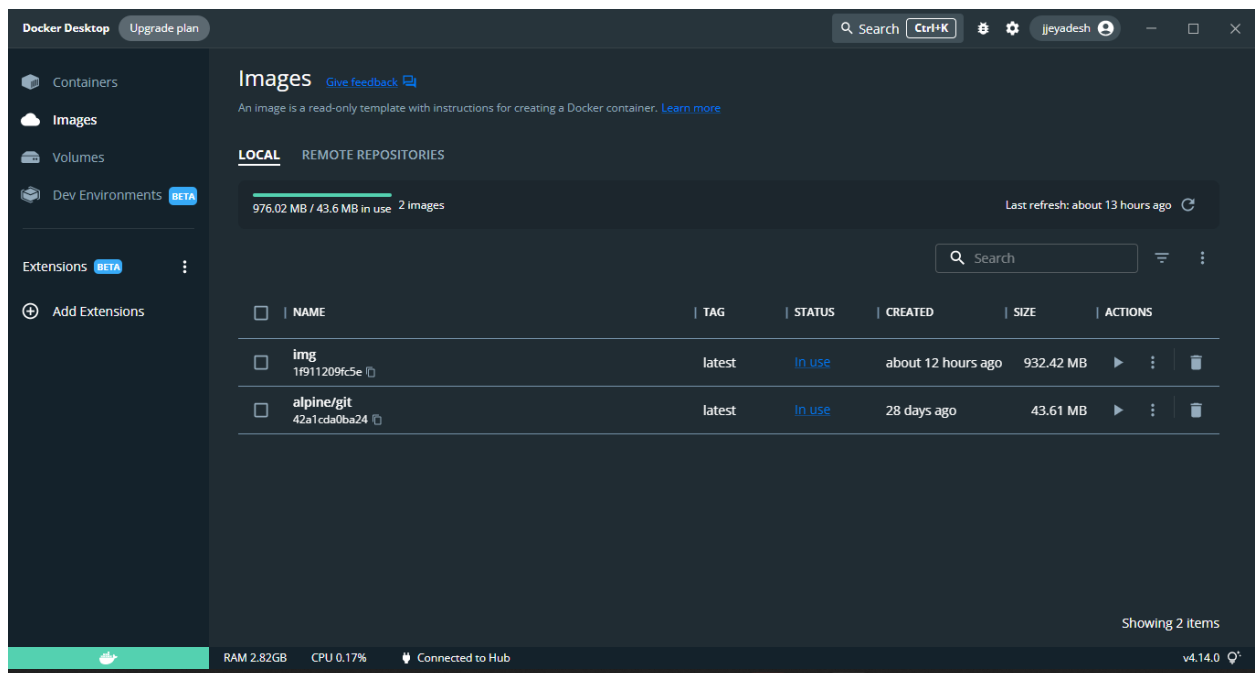 Docker Desktop Upgrade plan Search Ctrl+K jjeyadesh
Containers
Images
Volumes
Dev Environments BETA
Extensions BETA
Add Extensions
Images Give feedback
An image is a read-only template with instructions for creating a Docker container. Learn more
LOCAL REMOTE REPOSITORIES
976.02 MB / 43.6 MB in use 2 images Last refresh: about 13 hours ago
Search
NAME TAG STATUS CREATED SIZE ACTIONS
img
1f911209fc5e latest In use about 12 hours ago 932.42 MB
alpine/git
42a1cda0ba24 latest In use 28 days ago 43.61 MB
Showing 2 items
RAM 2.82GB CPU 0.17% Connected to Hub v4.14.0